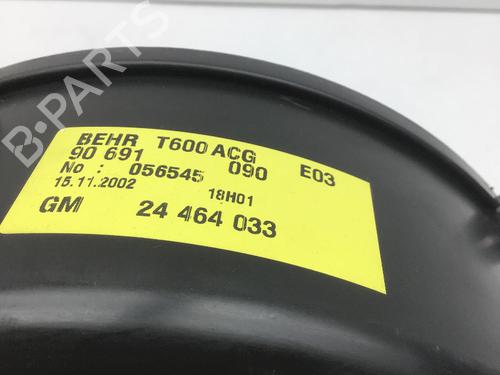 B-PARTS
BEHR T600 ACG E03
90 691 090
No : 056545 18H01
15.11.2002
GM 24 464 033